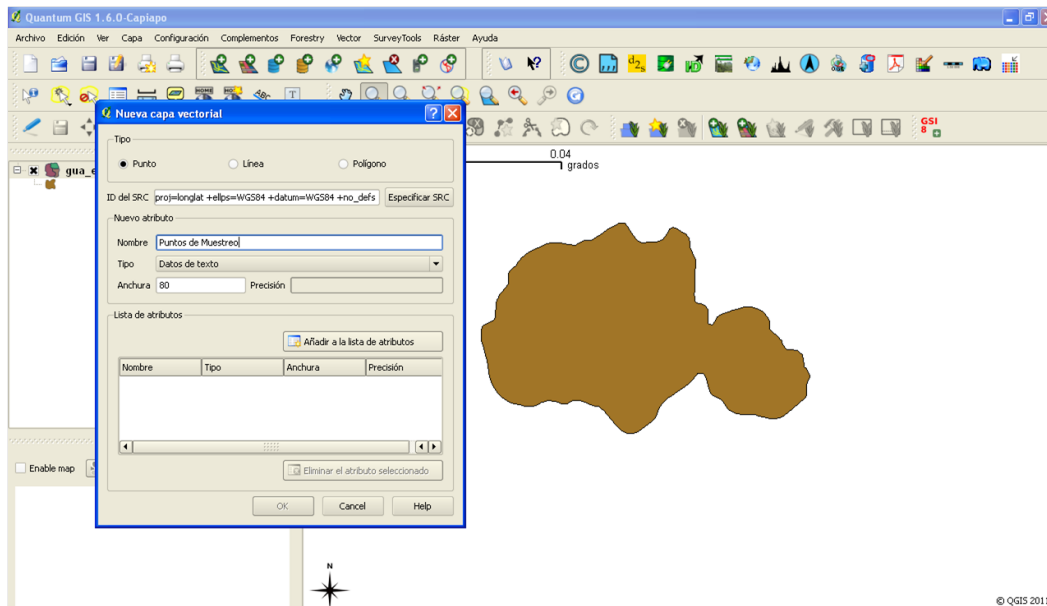 Quantum GIS 1.6.0-Capiapo
Archivo Edición Ver Capa Configuración Complementos Forestry Vector SurveyTools Ráster Ayuda
Nueva capa vectorial
Tipo
Punto Línea Polígono
ID del SRC proj=longlat +ellps=WGS84 +datum=WGS84 +no_defs Especificar SRC
Nuevo atributo
Nombre Puntos de Muestreo
Tipo Datos de texto
Anchura 80 Precisión
Lista de atributos
Añadir a la lista de atributos
Nombre Tipo Anchura Precisión
Eliminar el atributo seleccionado
OK Cancel Help
gua_e
Enable map
0.04
grados
GSI
8
N
© QGIS 2011